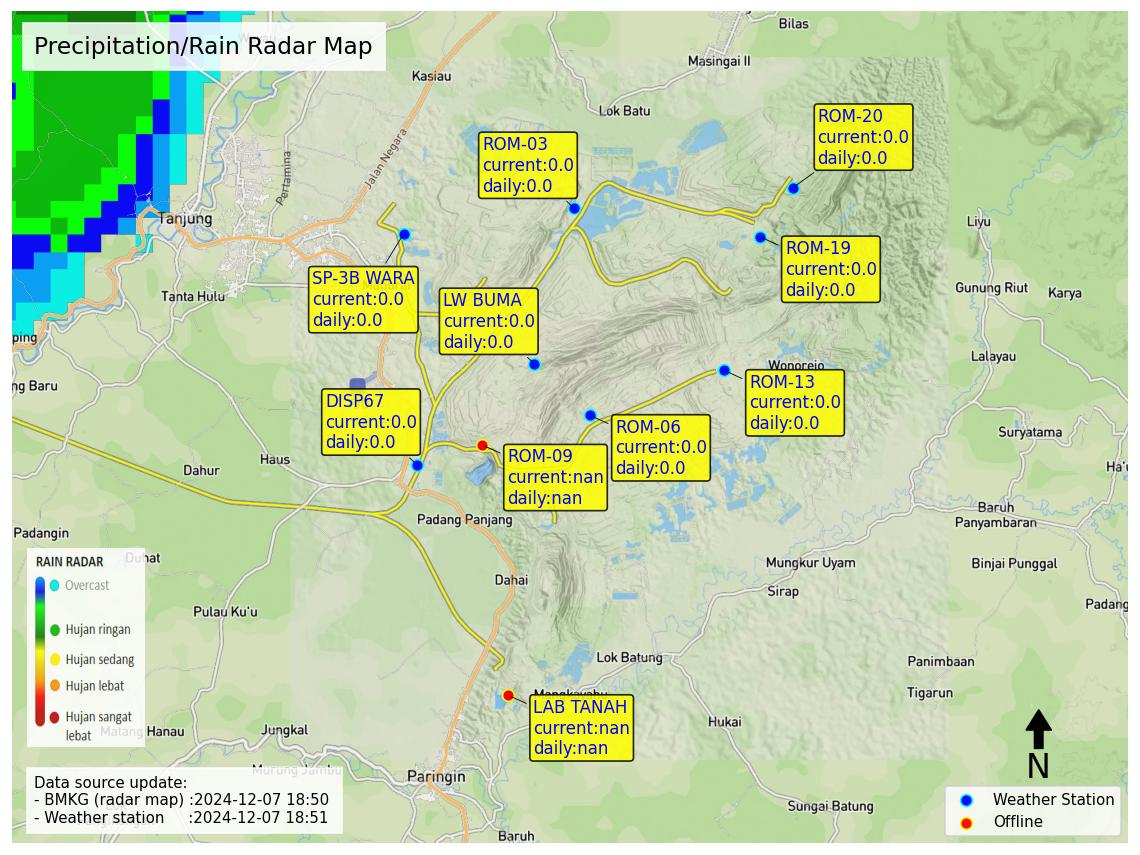 Precipitation/Rain Radar Map
Bilas
Masingai II
Kasiau
Lok Batu
ROM-20
current:0.0
daily:0.0
ROM-03
current:0.0
daily:0.0
Jalan Negara
Pertamina
Tanjung
Liyu
ROM-19
current:0.0
daily:0.0
SP-3B WARA
current:0.0
daily:0.0
LW BUMA
current:0.0
daily:0.0
Tanta Hulu
Gunung Riut
Karya
ping
Lalayau
Wonorejo
ng Baru
ROM-13
current:0.0
daily:0.0
DISP67
current:0.0
daily:0.0
ROM-06
current:0.0
daily:0.0
Suryatama
ROM-09
current:nan
daily:nan
Haus
Dahur
Ha'u
Baruh
Panyambaran
Padang Panjang
Padangin
Duhat
Mungkur Uyam
Binjai Punggal
Dahai
Sirap
Padang
Pulau Ku'u
RAIN RADAR
Overcast
Hujan ringan
Hujan sedang
Hujan lebat
Hujan sangat
lebat
Lok Batung
Panimbaan
Tigarun
Mangkayahu
LAB TANAH
current:nan
daily:nan
Hukai
Matang Hanau
Jungkal
Murung Jambu
Paringin
N
Data source update:
- BMKG (radar map) :2024-12-07 18:50
- Weather station :2024-12-07 18:51
Sungai Batung
Baruh
Weather Station
Offline